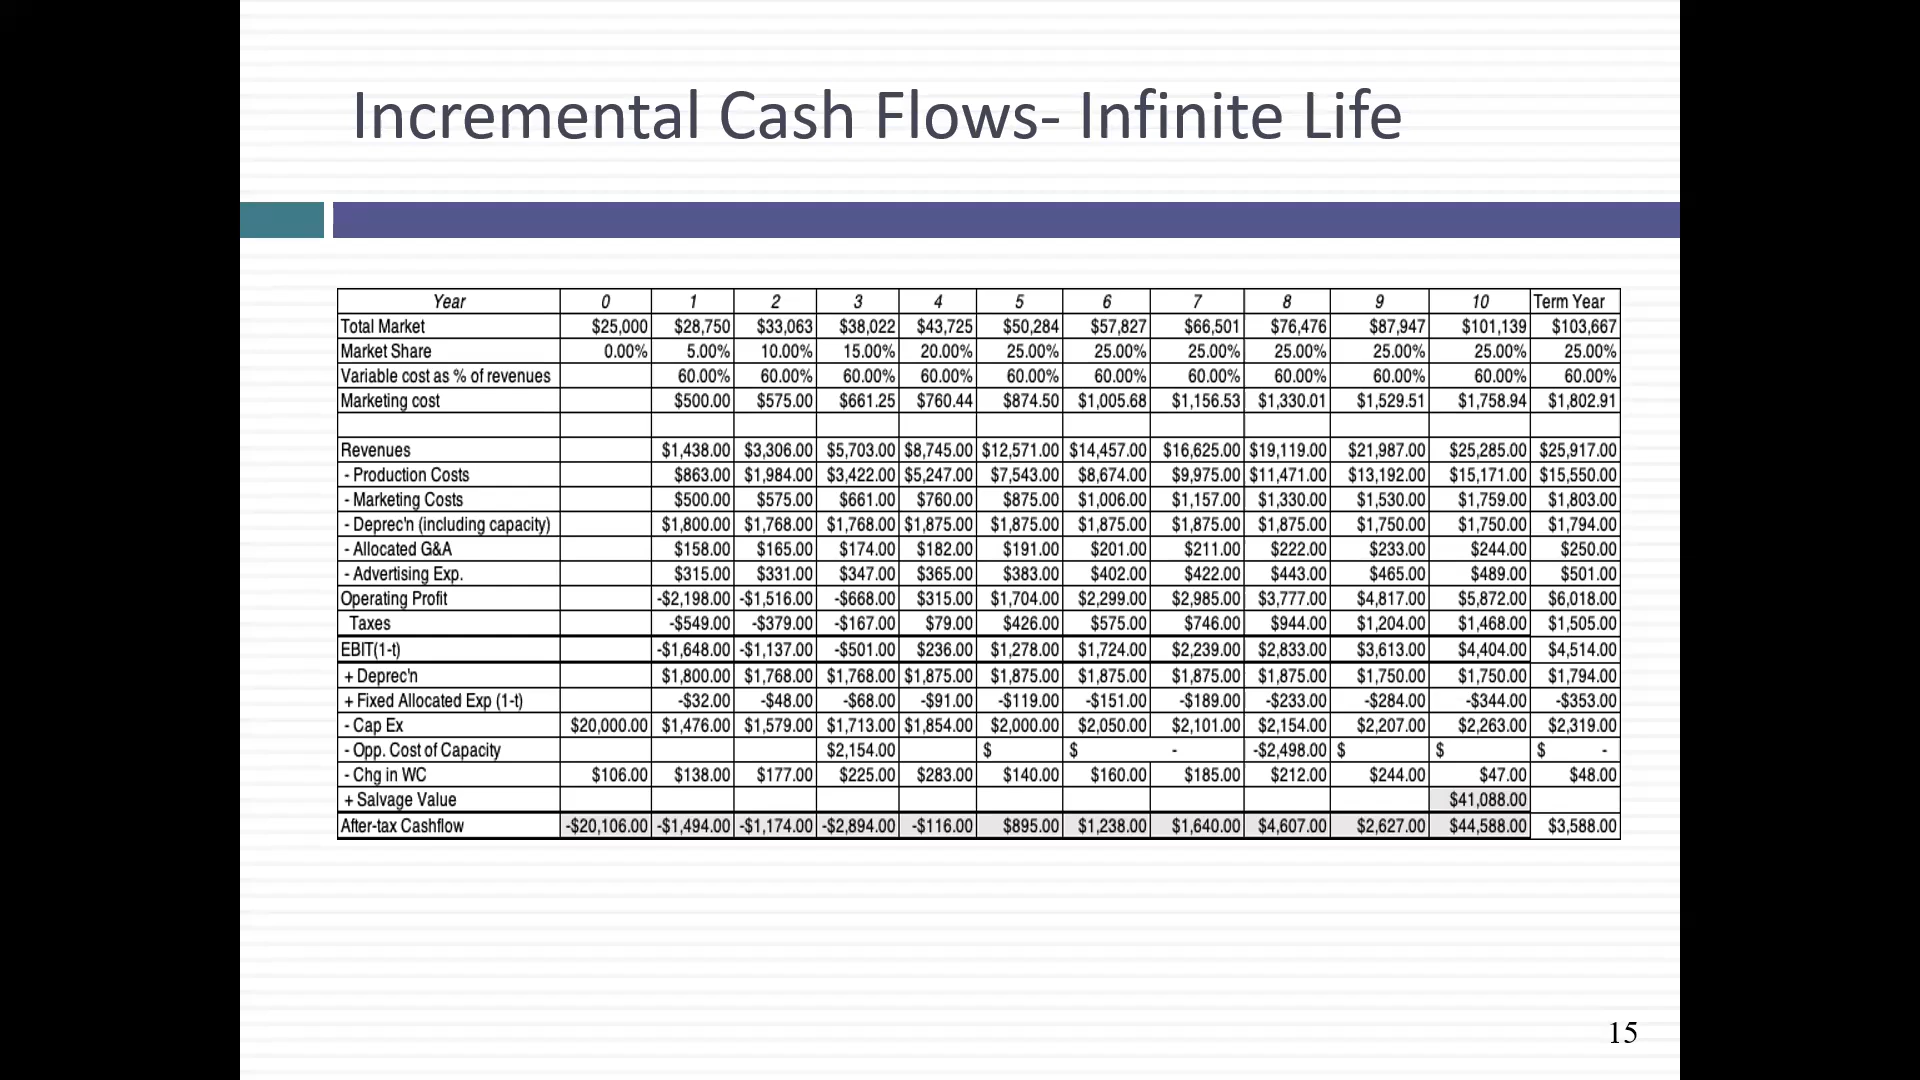 Incremental Cash Flows- Infinite Life
Year 0 1 2 3 4 5 6 7 8 9 10 Term Year
Total Market $25,000 $28,750 $33,063 $38,022 $43,725 $50,284 $57,827 $66,501 $76,476 $87,947 $101,139 $103,667
Market Share 0.00% 5.00% 10.00% 15.00% 20.00% 25.00% 25.00% 25.00% 25.00% 25.00% 25.00% 25.00%
Variable cost as % of revenues 60.00% 60.00% 60.00% 60.00% 60.00% 60.00% 60.00% 60.00% 60.00% 60.00% 60.00%
Marketing cost $500.00 $575.00 $661.25 $760.44 $874.50 $1,005.68 $1,156.53 $1,330.01 $1,529.51 $1,758.94 $1,802.91
Revenues $1,438.00 $3,306.00 $5,703.00 $8,745.00 $12,571.00 $14,457.00 $16,625.00 $19,119.00 $21,987.00 $25,285.00 $25,917.00
- Production Costs $863.00 $1,984.00 $3,422.00 $5,247.00 $7,543.00 $8,674.00 $9,975.00 $11,471.00 $13,192.00 $15,171.00 $15,550.00
- Marketing Costs $500.00 $575.00 $661.00 $760.00 $875.00 $1,006.00 $1,157.00 $1,330.00 $1,530.00 $1,759.00 $1,803.00
- Deprec'n (including capacity) $1,800.00 $1,768.00 $1,768.00 $1,875.00 $1,875.00 $1,875.00 $1,875.00 $1,875.00 $1,750.00 $1,750.00 $1,794.00
- Allocated G&A $158.00 $165.00 $174.00 $182.00 $191.00 $201.00 $211.00 $222.00 $233.00 $244.00 $250.00
- Advertising Exp. $315.00 $331.00 $347.00 $365.00 $383.00 $402.00 $422.00 $443.00 $465.00 $489.00 $501.00
Operating Profit -$2,198.00 -$1,516.00 -$668.00 $315.00 $1,704.00 $2,299.00 $2,985.00 $3,777.00 $4,817.00 $5,872.00 $6,018.00
Taxes -$549.00 -$379.00 -$167.00 $79.00 $426.00 $575.00 $746.00 $944.00 $1,204.00 $1,468.00 $1,505.00
EBIT(1-t) -$1,648.00 -$1,137.00 -$501.00 $236.00 $1,278.00 $1,724.00 $2,239.00 $2,833.00 $3,613.00 $4,404.00 $4,514.00
+ Deprec'n $1,800.00 $1,768.00 $1,768.00 $1,875.00 $1,875.00 $1,875.00 $1,875.00 $1,875.00 $1,750.00 $1,750.00 $1,794.00
+ Fixed Allocated Exp (1-t) -$32.00 -$48.00 -$68.00 -$91.00 -$119.00 -$151.00 -$189.00 -$233.00 -$284.00 -$344.00 -$353.00
- Cap Ex $20,000.00 $1,476.00 $1,579.00 $1,713.00 $1,854.00 $2,000.00 $2,050.00 $2,101.00 $2,154.00 $2,207.00 $2,263.00 $2,319.00
- Opp. Cost of Capacity $2,154.00 $ $ - -$2,498.00 $ $ $ -
- Chg in WC $106.00 $138.00 $177.00 $225.00 $283.00 $140.00 $160.00 $185.00 $212.00 $244.00 $47.00 $48.00
+ Salvage Value $41,088.00
After-tax Cashflow -$20,106.00 -$1,494.00 -$1,174.00 -$2,894.00 -$116.00 $895.00 $1,238.00 $1,640.00 $4,607.00 $2,627.00 $44,588.00 $3,588.00
15